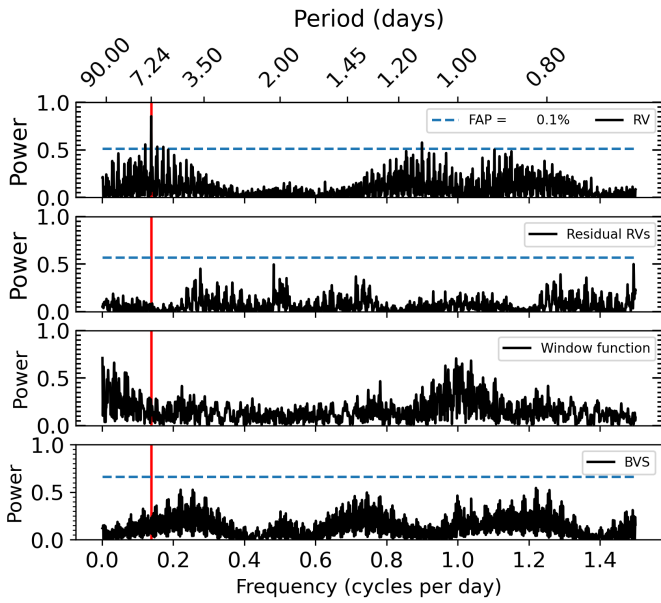 Period (days)
90.00 7.24 3.50 2.00 1.45 1.20 1.00 0.80
1.0
FAP = 0.1% RV
Power
0.5
0.0
1.0
Residual RVs
Power
0.5
0.0
1.0
Window function
Power
0.5
0.0
1.0
BVS
Power
0.5
0.0
0.0 0.2 0.4 0.6 0.8 1.0 1.2 1.4
Frequency (cycles per day)